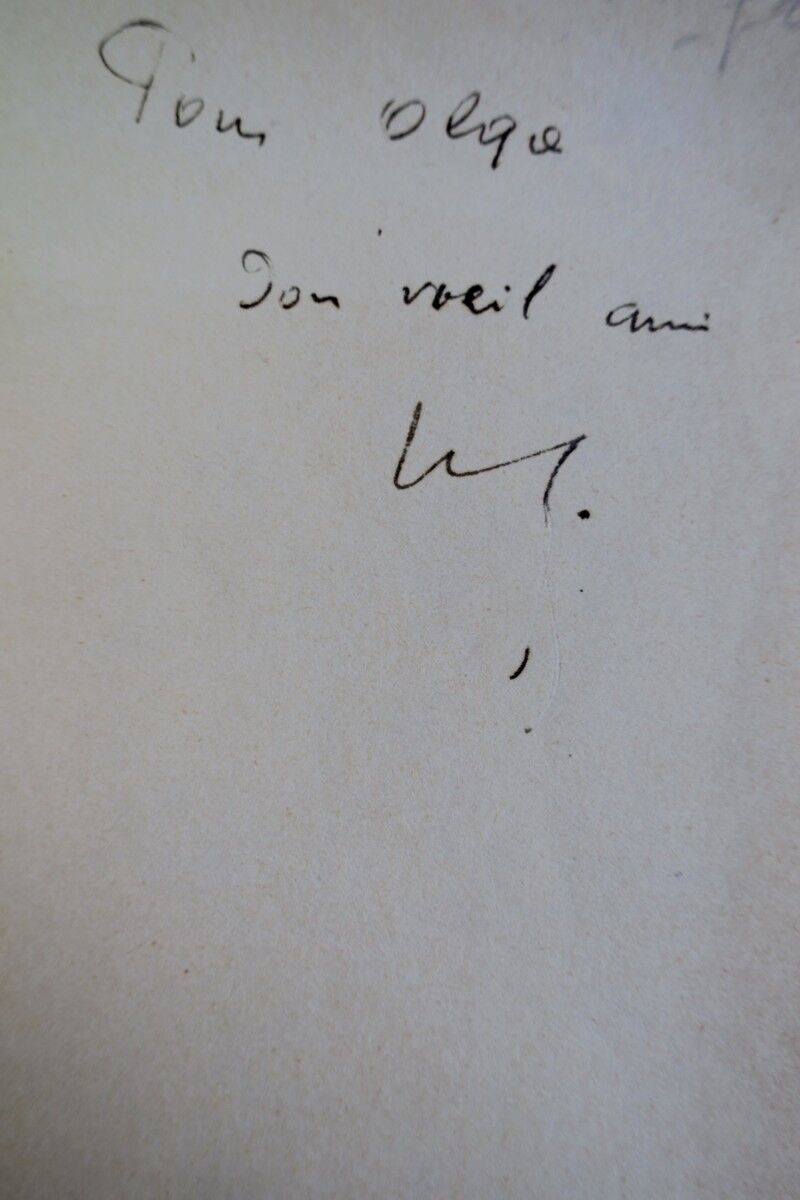 Pour Olga
Son vieil ami